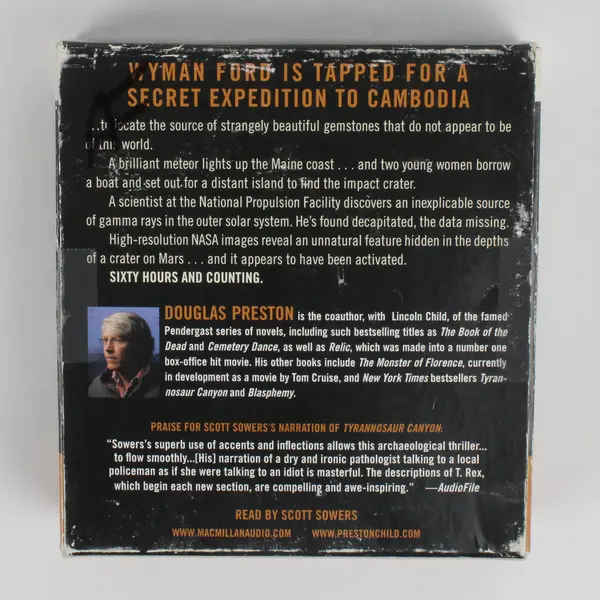 WYMAN FORD IS TAPPED FOR A
SECRET EXPEDITION TO CAMBODIA
...to locate the source of strangely beautiful gemstones that do not appear to be
of this world.
A brilliant meteor lights up the Maine coast . . . and two young women borrow
a boat and set out for a distant island to find the impact crater.
A scientist at the National Propulsion Facility discovers an inexplicable source
of gamma rays in the outer solar system. He's found decapitated, the data missing.
High-resolution NASA images reveal an unnatural feature hidden in the depths
of a crater on Mars . . . and it appears to have been activated.
SIXTY HOURS AND COUNTING.
DOUGLAS PRESTON is the coauthor, with Lincoln Child, of the famed
Pendergast series of novels, including such bestselling titles as The Book of the
Dead and Cemetery Dance, as well as Relic, which was made into a number one
box-office hit movie. His other books include The Monster of Florence, currently
in development as a movie by Tom Cruise, and New York Times bestsellers Tyran-
nosaur Canyon and Blasphemy.
PRAISE FOR SCOTT SOWERS'S NARRATION OF TYRANNOSAUR CANYON:
"Sowers's superb use of accents and inflections allows this archaeological thriller...
to flow smoothly...[His] narration of a dry and ironic pathologist talking to a local
policeman as if she were talking to an idiot is masterful. The descriptions of T. Rex,
which begin each new section, are compelling and awe-inspiring." —AudioFile
READ BY SCOTT SOWERS
WWW.MACMILLANAUDIO.COM WWW.PRESTONCHILD.COM